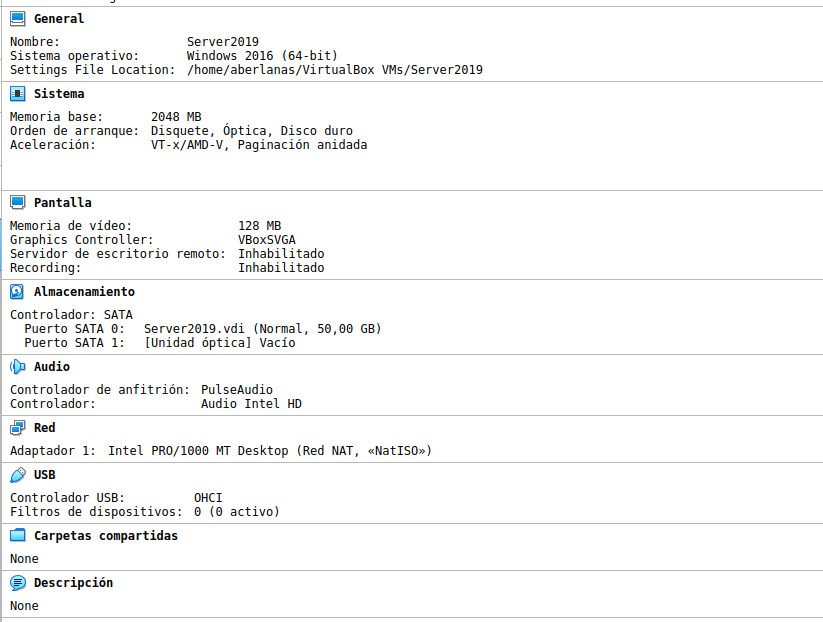 General
Nombre: Server2019
Sistema operativo: Windows 2016 (64-bit)
Settings File Location: /home/aberlanas/VirtualBox VMs/Server2019
Sistema
Memoria base: 2048 MB
Orden de arranque: Disquete, Óptica, Disco duro
Aceleración: VT-x/AMD-V, Paginación anidada
Pantalla
Memoria de vídeo: 128 MB
Graphics Controller: VBoxSVGA
Servidor de escritorio remoto: Inhabilitado
Recording: Inhabilitado
Almacenamiento
Controlador: SATA
Puerto SATA 0: Server2019.vdi (Normal, 50,00 GB)
Puerto SATA 1: [Unidad óptica] Vacío
Audio
Controlador de anfitrión: PulseAudio
Controlador: Audio Intel HD
Red
Adaptador 1: Intel PRO/1000 MT Desktop (Red NAT, «NatISO»)
USB
Controlador USB: OHCI
Filtros de dispositivos: 0 (0 activo)
Carpetas compartidas
None
Descripción
None